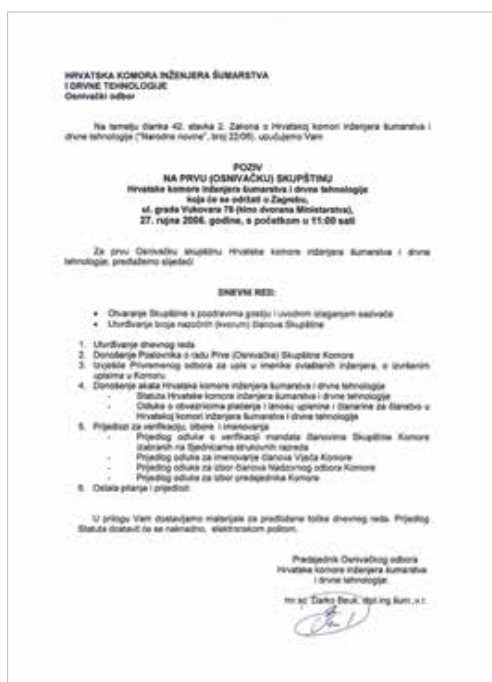 HRVATSKA KOMORA INŽENJERA ŠUMARSTVA
I DRVNE TEHNOLOGIJE
Osnivački odbor
Na temelju članka 42. stavka 2. Zakona o Hrvatskoj komori inženjera šumarstva i
drvne tehnologije ("Narodne novine", broj 22/06), upućujemo Vam
POZIV
NA PRVU (OSNIVAČKU) SKUPŠTINU
Hrvatske komore inženjera šumarstva i drvne tehnologije
koja će se održati u Zagrebu,
ul. grada Vukovara 78 (kino dvorana Ministarstva),
27. rujna 2006. godine, s početkom u 11:00 sati
Za prvu Osnivačku skupštinu Hrvatske komore inženjera šumarstva i drvne
tehnologije, predlažemo slijedeći
DNEVNI RED:
• Otvaranje Skupštine s pozdravima gostiju i uvodnim izlaganjem sazivača
• Utvrđivanje broja nazočnih (kvorum) članova Skupštine
1. Utvrđivanje dnevnog reda
2. Donošenje Poslovnika o radu Prve (Osnivačke) Skupštine Komore
3. Izvješće Privremenog odbora za upis u imenike ovlaštenih inženjera, o izvršenim
upisima u Komoru
4. Donošenje akata Hrvatske komore inženjera šumarstva i drvne tehnologije
- Statuta Hrvatske komore inženjera šumarstva i drvne tehnologije
- Odluke o obveznicima plaćanja i iznosu upisnine i članarine za članstvo u
Hrvatskoj komori inženjera šumarstva i drvne tehnologije
5. Prijedlozi za verifikaciju, izbore i imenovanja
- Prijedlog odluke o verifikaciji mandata članovima Skupštine Komore
izabranih na Sjednicama strukovnih razreda
- Prijedlog odluke za imenovanje članova Vijeća Komore
- Prijedlog odluke za izbor članova Nadzornog odbora Komore
- Prijedlog odluke za izbor predsjednika Komore
6. Ostala pitanja i prijedlozi
U prilogu Vam dostavljamo materijale za predložene točke dnevnog reda. Prijedlog
Statuta dostavit će se naknadno, elektronskom poštom.
Predsjednik Osnivačkog odbora
Hrvatske komore inženjera šumarstva
i drvne tehnologije:
mr.sc. Darko Beuk, dipl.ing.šum.,v.r.